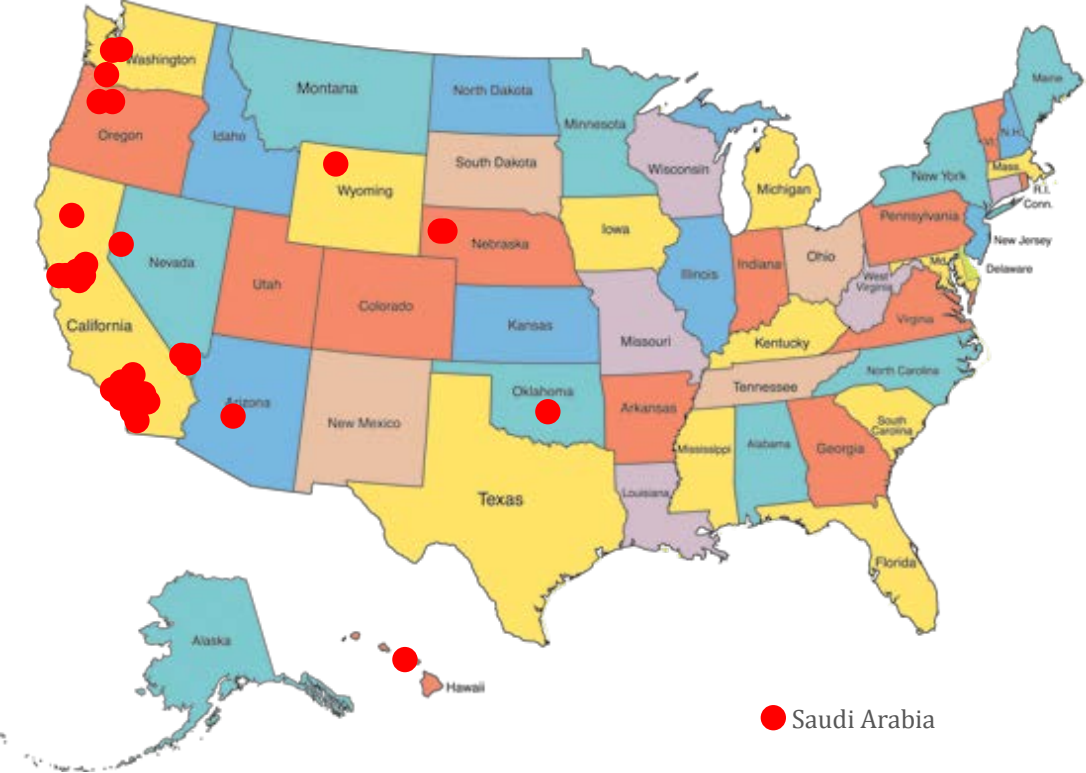 Washington
Montana
North Dakota
Minnesota
Maine
Oregon
Idaho
South Dakota
Wisconsin
Michigan
New York
N.H.
Mass.
R.I.
Conn.
Wyoming
Nebraska
Iowa
Illinois
Indiana
Ohio
Pennsylvania
New Jersey
Md.
Delaware
West
Virginia
Virginia
Nevada
Utah
Colorado
Kansas
Missouri
Kentucky
California
Arizona
New Mexico
Oklahoma
Arkansas
Tennessee
North Carolina
South
Carolina
Mississippi
Alabama
Georgia
Texas
Louisiana
Florida
Alaska
Hawaii
Saudi Arabia